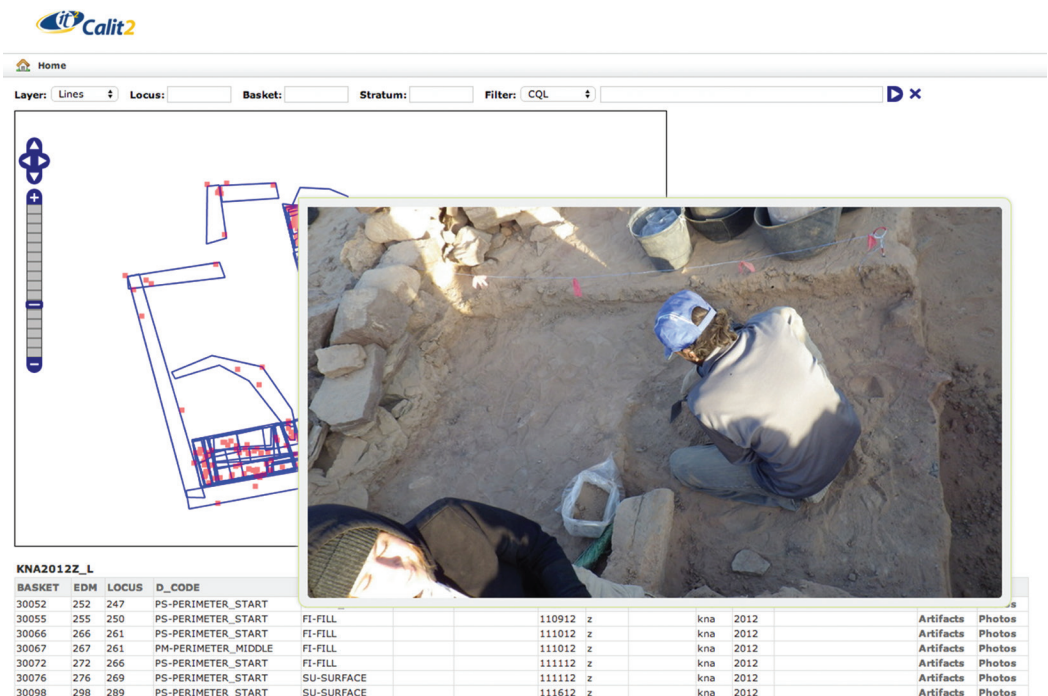 it Calit2
Home
Layer: Lines Locus: Basket: Stratum: Filter: CQL
KNA2012Z_L
BASKET EDM LOCUS D_CODE
30052 252 247 PS-PERIMETER_START
30055 255 250 PS-PERIMETER_START FI-FILL 110912 z kna 2012 Artifacts Photos
30066 266 261 PS-PERIMETER_START FI-FILL 111012 z kna 2012 Artifacts Photos
30067 267 261 PM-PERIMETER_MIDDLE FI-FILL 111012 z kna 2012 Artifacts Photos
30072 272 266 PS-PERIMETER_START FI-FILL 111112 z kna 2012 Artifacts Photos
30076 276 269 PS-PERIMETER_START SU-SURFACE 111112 z kna 2012 Artifacts Photos
30098 298 289 PS-PERIMETER_START SU-SURFACE 111612 z kna 2012 Artifacts Photos